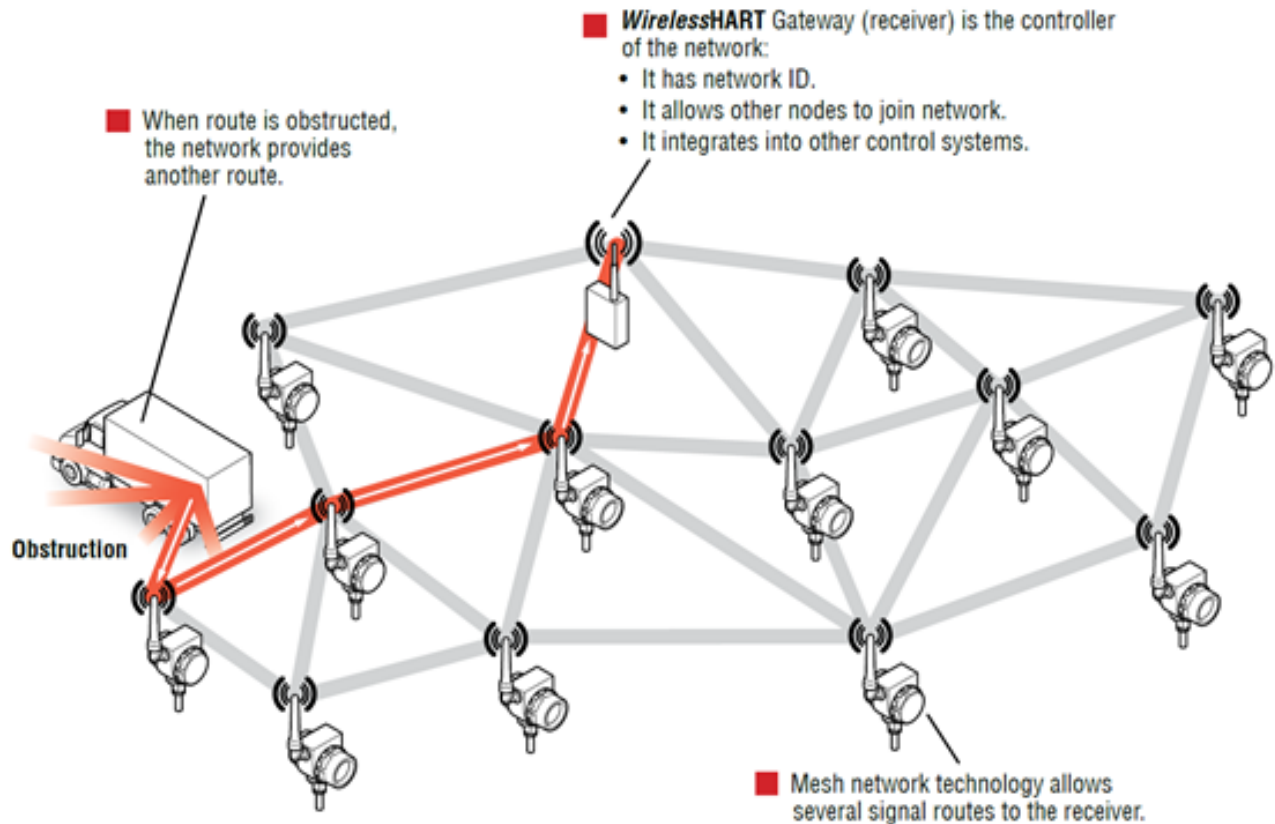 WirelessHART Gateway (receiver) is the controller
of the network:
• It has network ID.
• It allows other nodes to join network.
• It integrates into other control systems.
When route is obstructed,
the network provides
another route.
Obstruction
Mesh network technology allows
several signal routes to the receiver.